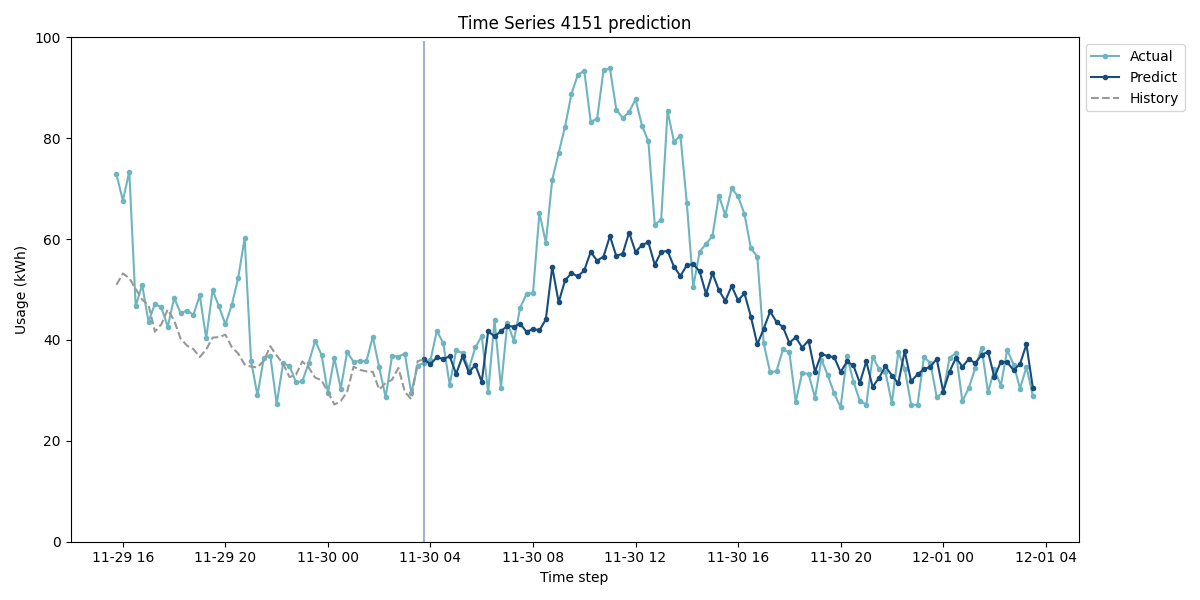 Time Series 4151 prediction
100
80
60
40
20
0
Usage (kWh)
11-29 16 11-29 20 11-30 00 11-30 04 11-30 08 11-30 12 11-30 16 11-30 20 12-01 00 12-01 04
Time step
Actual
Predict
History